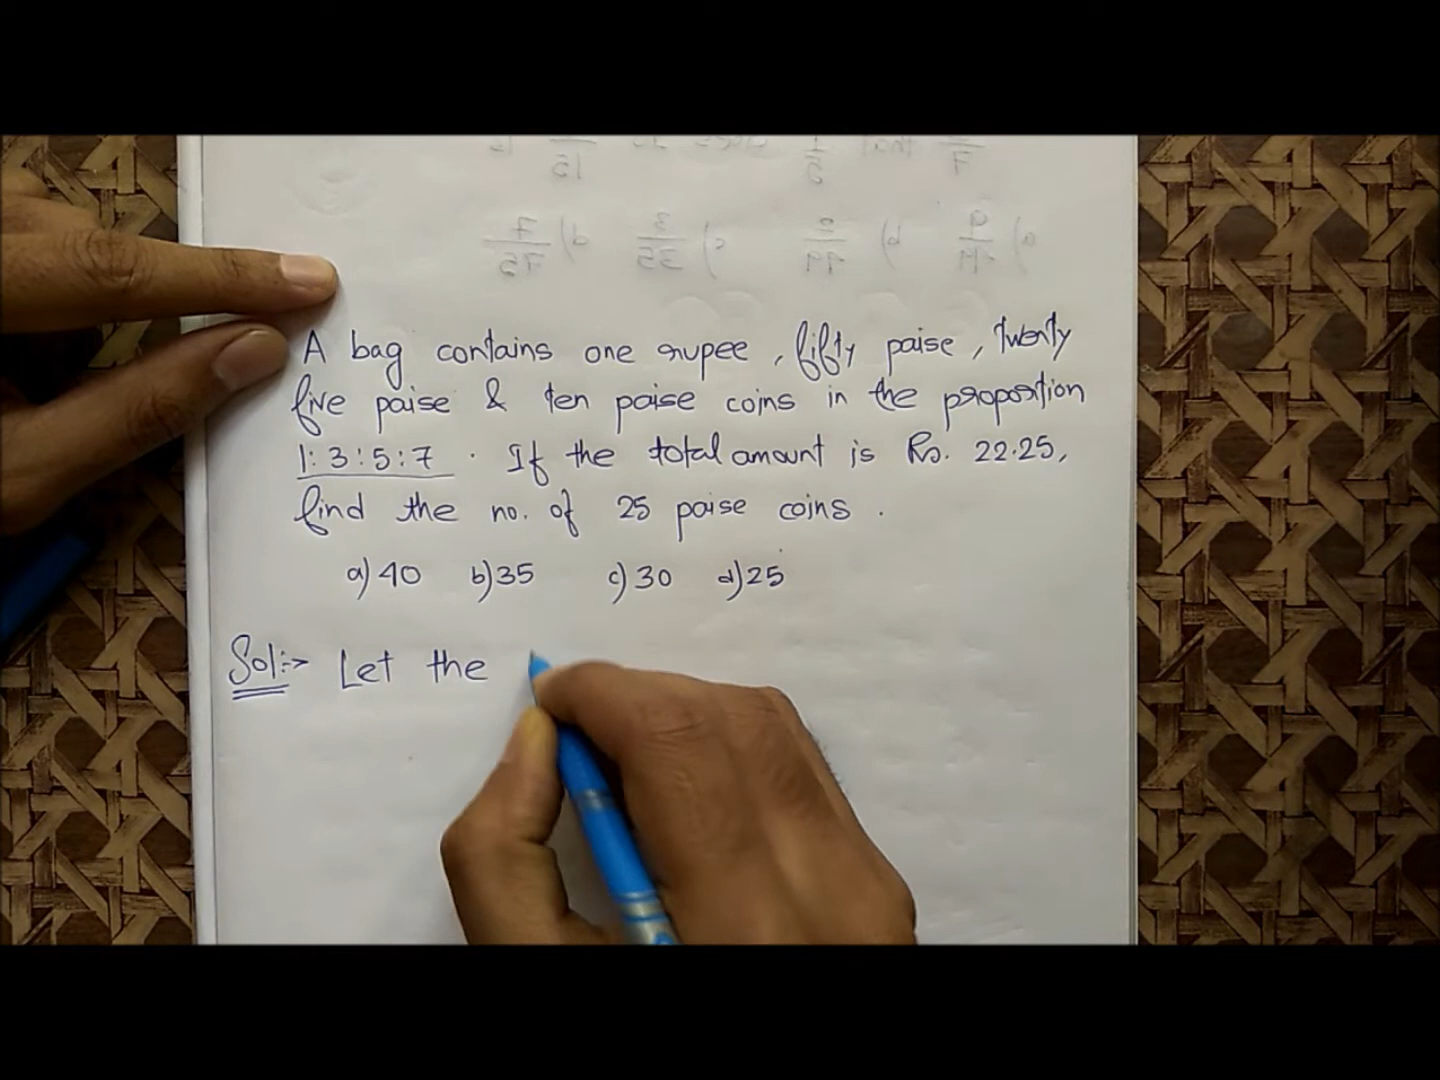 A bag contains one rupee, fifty paise, twenty
five paise & ten paise coins in the proportion
1:3:5:7. If the total amount is Rs. 22.25,
find the no. of 25 paise coins.
a) 40 b) 35 c) 30 d) 25
Sol:-> Let the